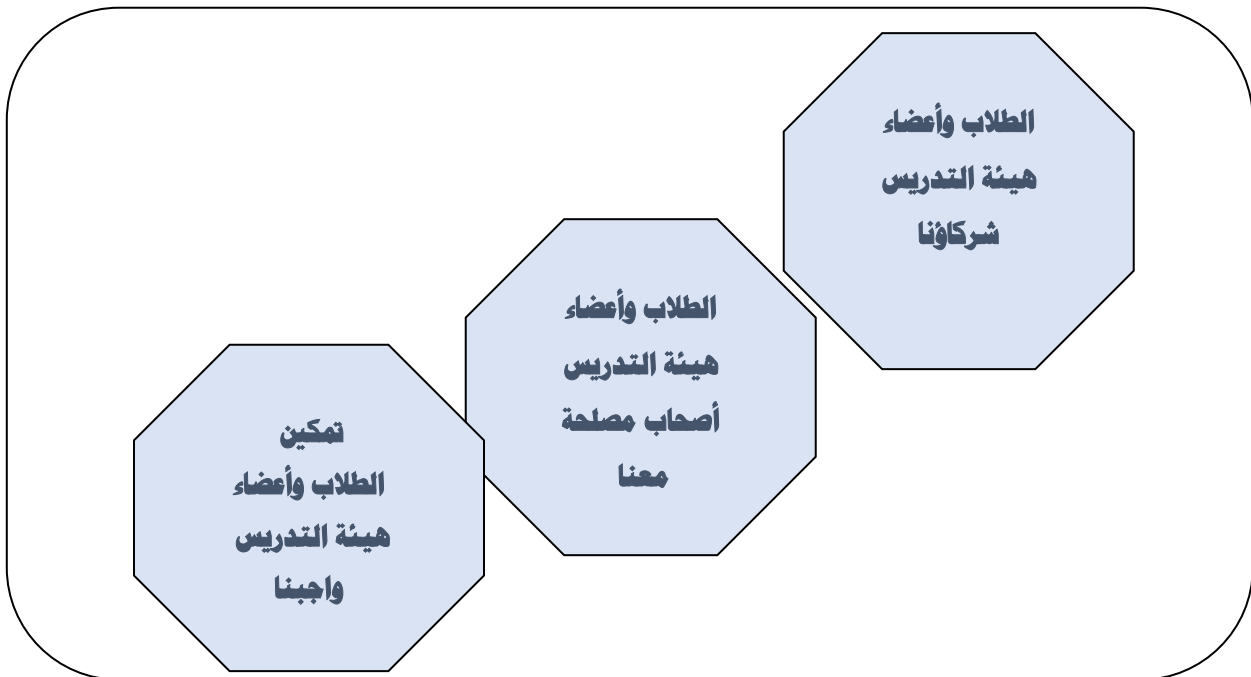 الطلاب وأعضاء
هيئة التدريس
شركاؤنا
الطلاب وأعضاء
هيئة التدريس
أصحاب مصلحة
معنا
تمكين
الطلاب وأعضاء
هيئة التدريس
واجبنا